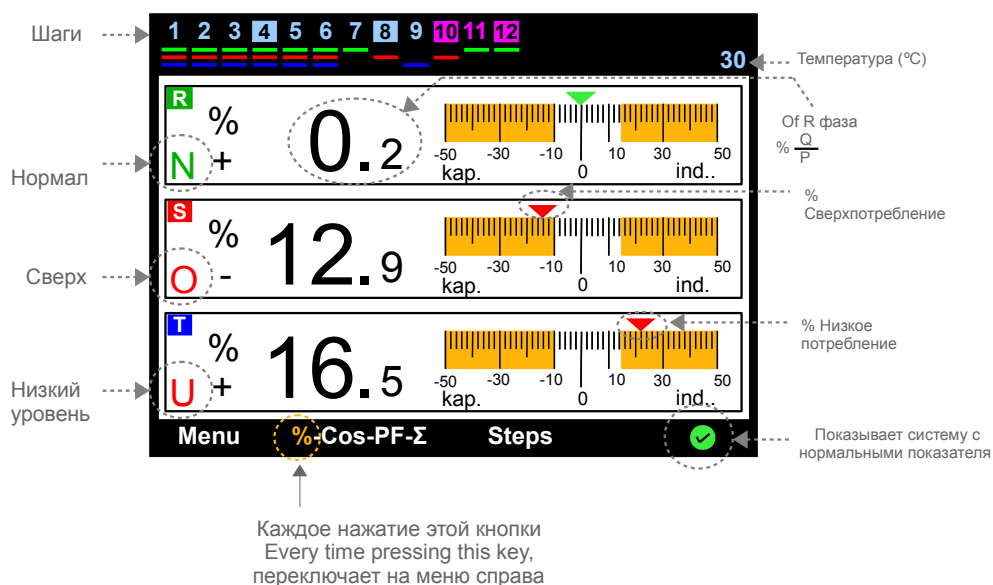 Шаги
1 2 3 4 5 6 7 8 9 10 11 12
30
Температура (ºC)
R
%
N +
0.2
-50 -30 -10 0 10 30 50
kap. ind..
Of R фаза
% Q
P
Нормал
S
%
O -
12.9
-50 -30 -10 0 10 30 50
kap. ind..
%
Сверхпотребление
Сверх
T
%
U +
16.5
-50 -30 -10 0 10 30 50
kap. ind..
% Низкое
потребление
Низкий
уровень
Menu %-Cos-PF-Σ Steps
Показывает систему с
нормальными показателя
Каждое нажатие этой кнопки
Every time pressing this key,
переключает на меню справа